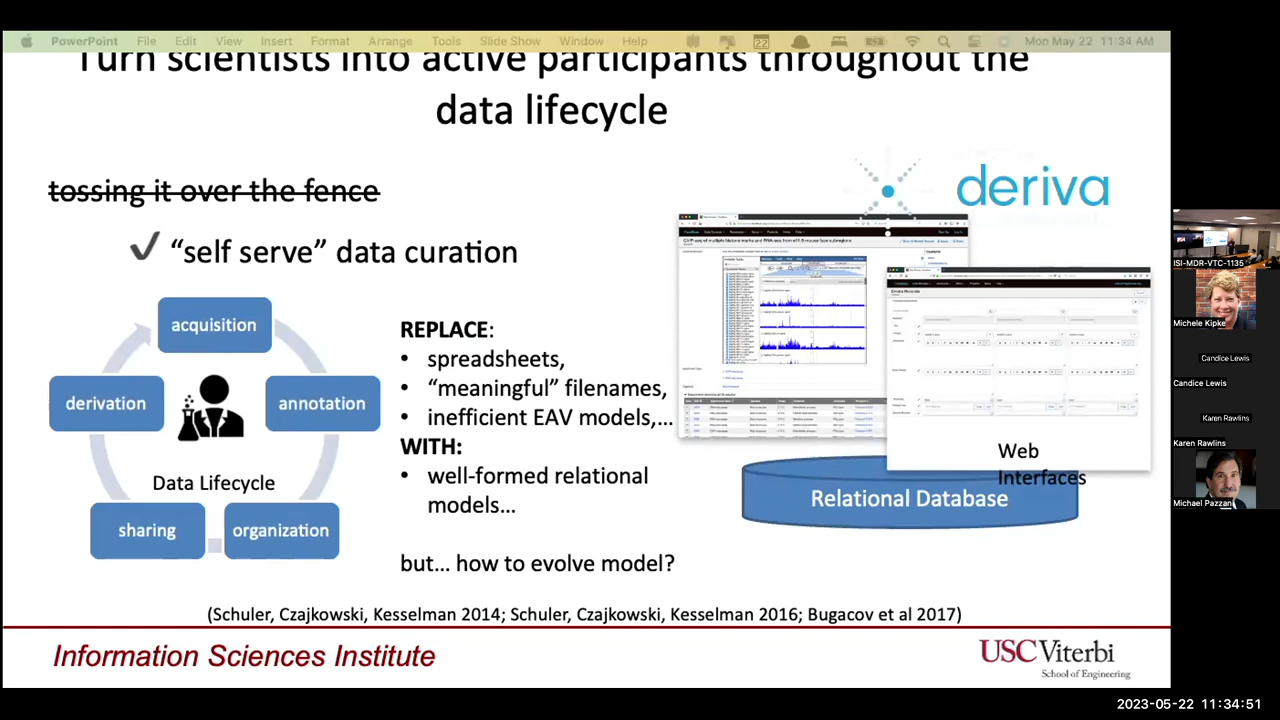 PowerPoint File Edit View Insert Format Arrange Tools Slide Show Window Help Mon May 22 11:34 AM
Turn scientists into active participants throughout the
data lifecycle
tossing it over the fence
✓ “self serve” data curation
deriva
acquisition
derivation
annotation
Data Lifecycle
sharing
organization
REPLACE:
• spreadsheets,
• “meaningful” filenames,
• inefficient EAV models,…
WITH:
• well-formed relational
models…
but… how to evolve model?
Web
Interfaces
Relational Database
(Schuler, Czajkowski, Kesselman 2014; Schuler, Czajkowski, Kesselman 2016; Bugacov et al 2017)
Information Sciences Institute
USC Viterbi
School of Engineering
ISI-MDR-VTC-1135
Kipke
Candice Lewis
Candice Lewis
Karen Rawlins
Karen Rawlins
Michael Pazzani
2023-05-22 11:34:51